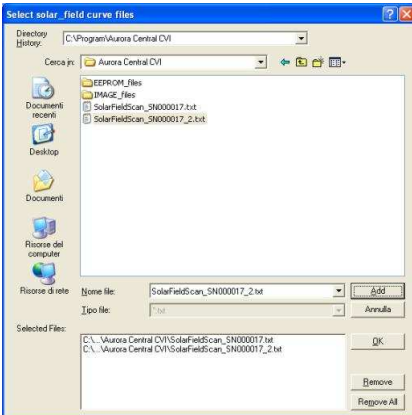 Select solar_field curve files
Directory
History:
C:\Program\Aurora Central CVI
Cerca in:
Aurora Central CVI
Documenti
recenti
Desktop
Documenti
Risorse del
computer
Risorse di rete
EEPROM_files
IMAGE_files
SolarFieldScan_SN000017.txt
SolarFieldScan_SN000017_2.txt
Nome file:
SolarFieldScan_SN000017_2.txt
Add
Tipo file:
*.txt
Annulla
Selected Files:
C:\...\Aurora Central CVI\SolarFieldScan_SN000017.txt
C:\...\Aurora Central CVI\SolarFieldScan_SN000017_2.txt
OK
Remove
Remove All